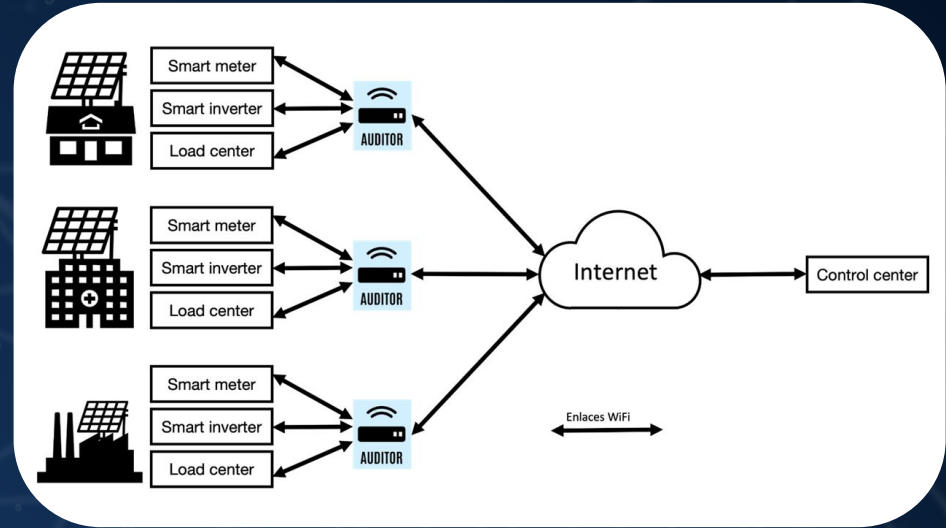 Smart meter
Smart inverter
Load center
AUDITOR
Smart meter
Smart inverter
Load center
AUDITOR
Internet
Control center
Smart meter
Smart inverter
Load center
AUDITOR
Enlaces WiFi